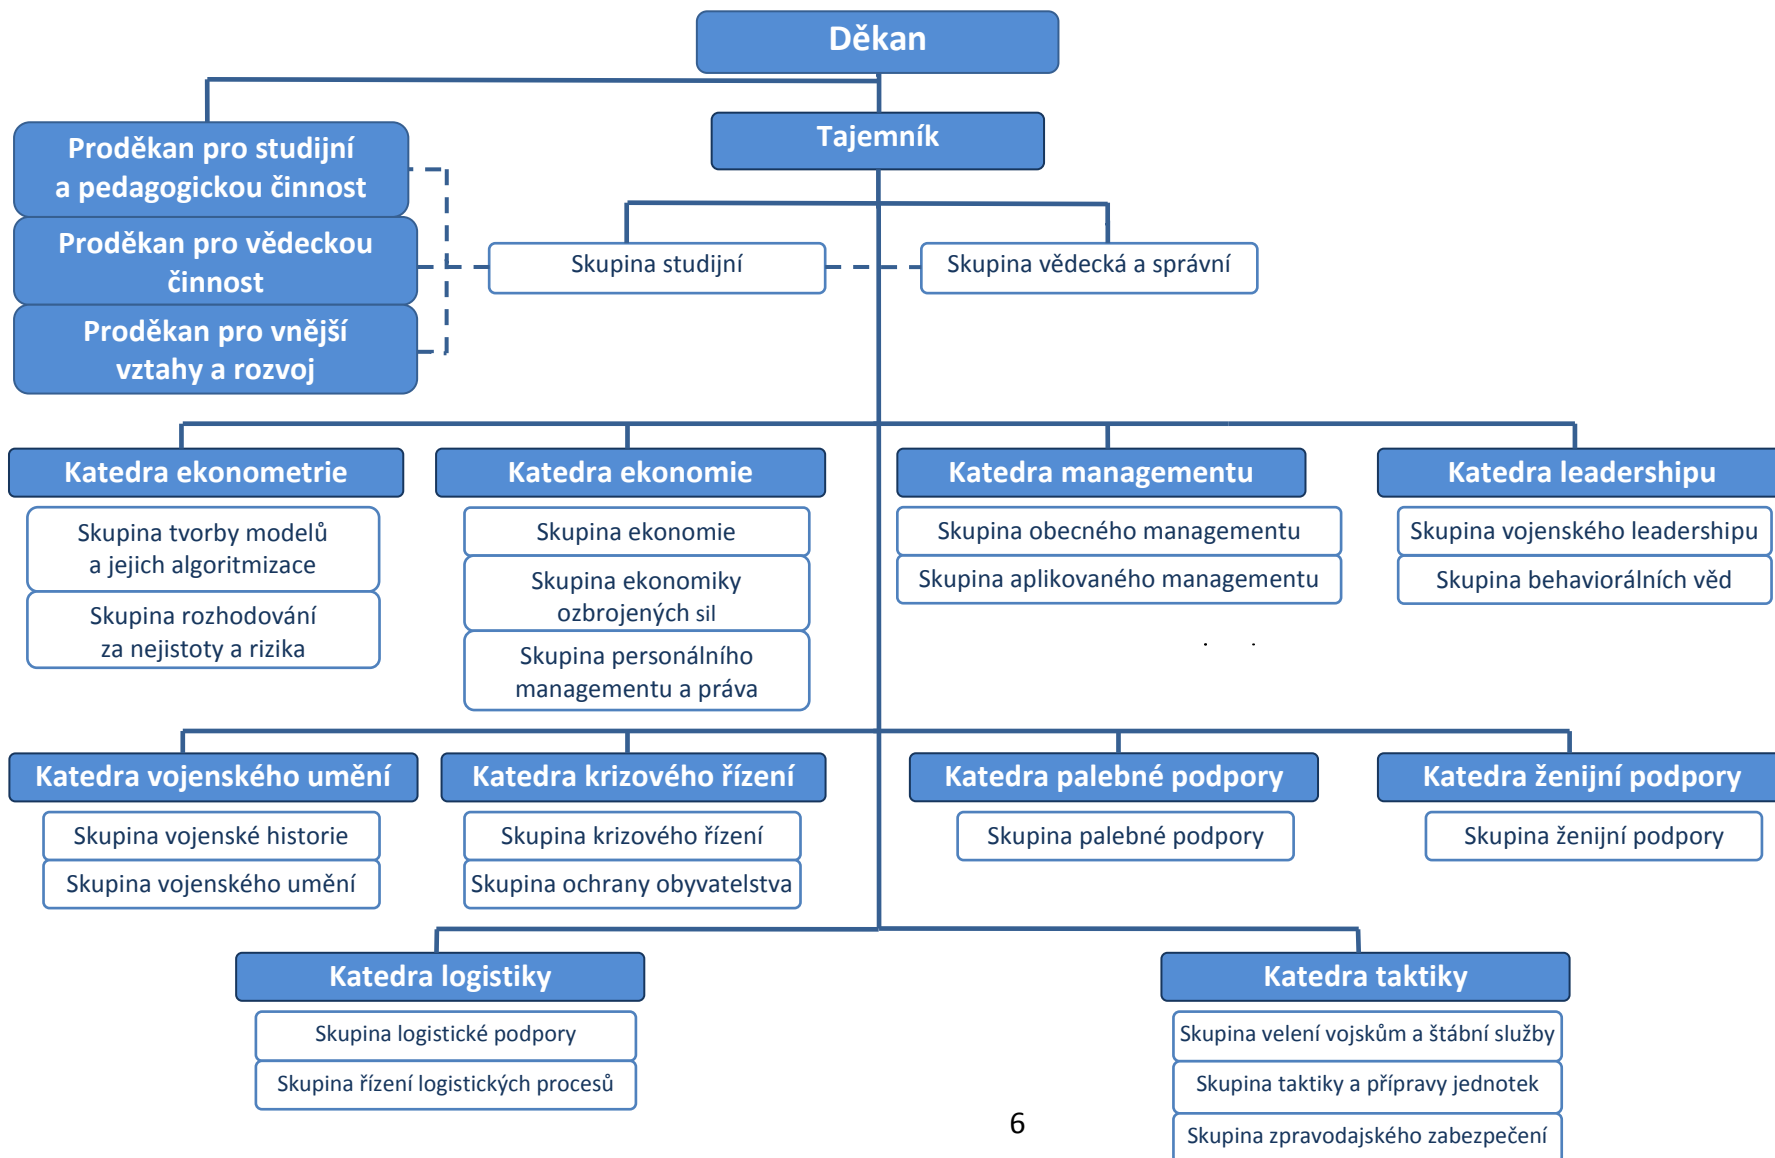 Děkan
Tajemník
Proděkan pro studijní
a pedagogickou činnost
Proděkan pro vědeckou
činnost
Proděkan pro vnější
vztahy a rozvoj
Skupina studijní
Skupina vědecká a správní
Katedra ekonometrie
Skupina tvorby modelů
a jejich algoritmizace
Skupina rozhodování
za nejistoty a rizika
Katedra ekonomie
Skupina ekonomie
Skupina ekonomiky
ozbrojených sil
Skupina personálního
managementu a práva
Katedra managementu
Skupina obecného managementu
Skupina aplikovaného managementu
Katedra leadershipu
Skupina vojenského leadershipu
Skupina behaviorálních věd
Katedra vojenského umění
Skupina vojenské historie
Skupina vojenského umění
Katedra krizového řízení
Skupina krizového řízení
Skupina ochrany obyvatelstva
Katedra palebné podpory
Skupina palebné podpory
Katedra ženijní podpory
Skupina ženijní podpory
Katedra logistiky
Skupina logistické podpory
Skupina řízení logistických procesů
Katedra taktiky
Skupina velení vojskům a štábní služby
Skupina taktiky a přípravy jednotek
Skupina zpravodajského zabezpečení
6